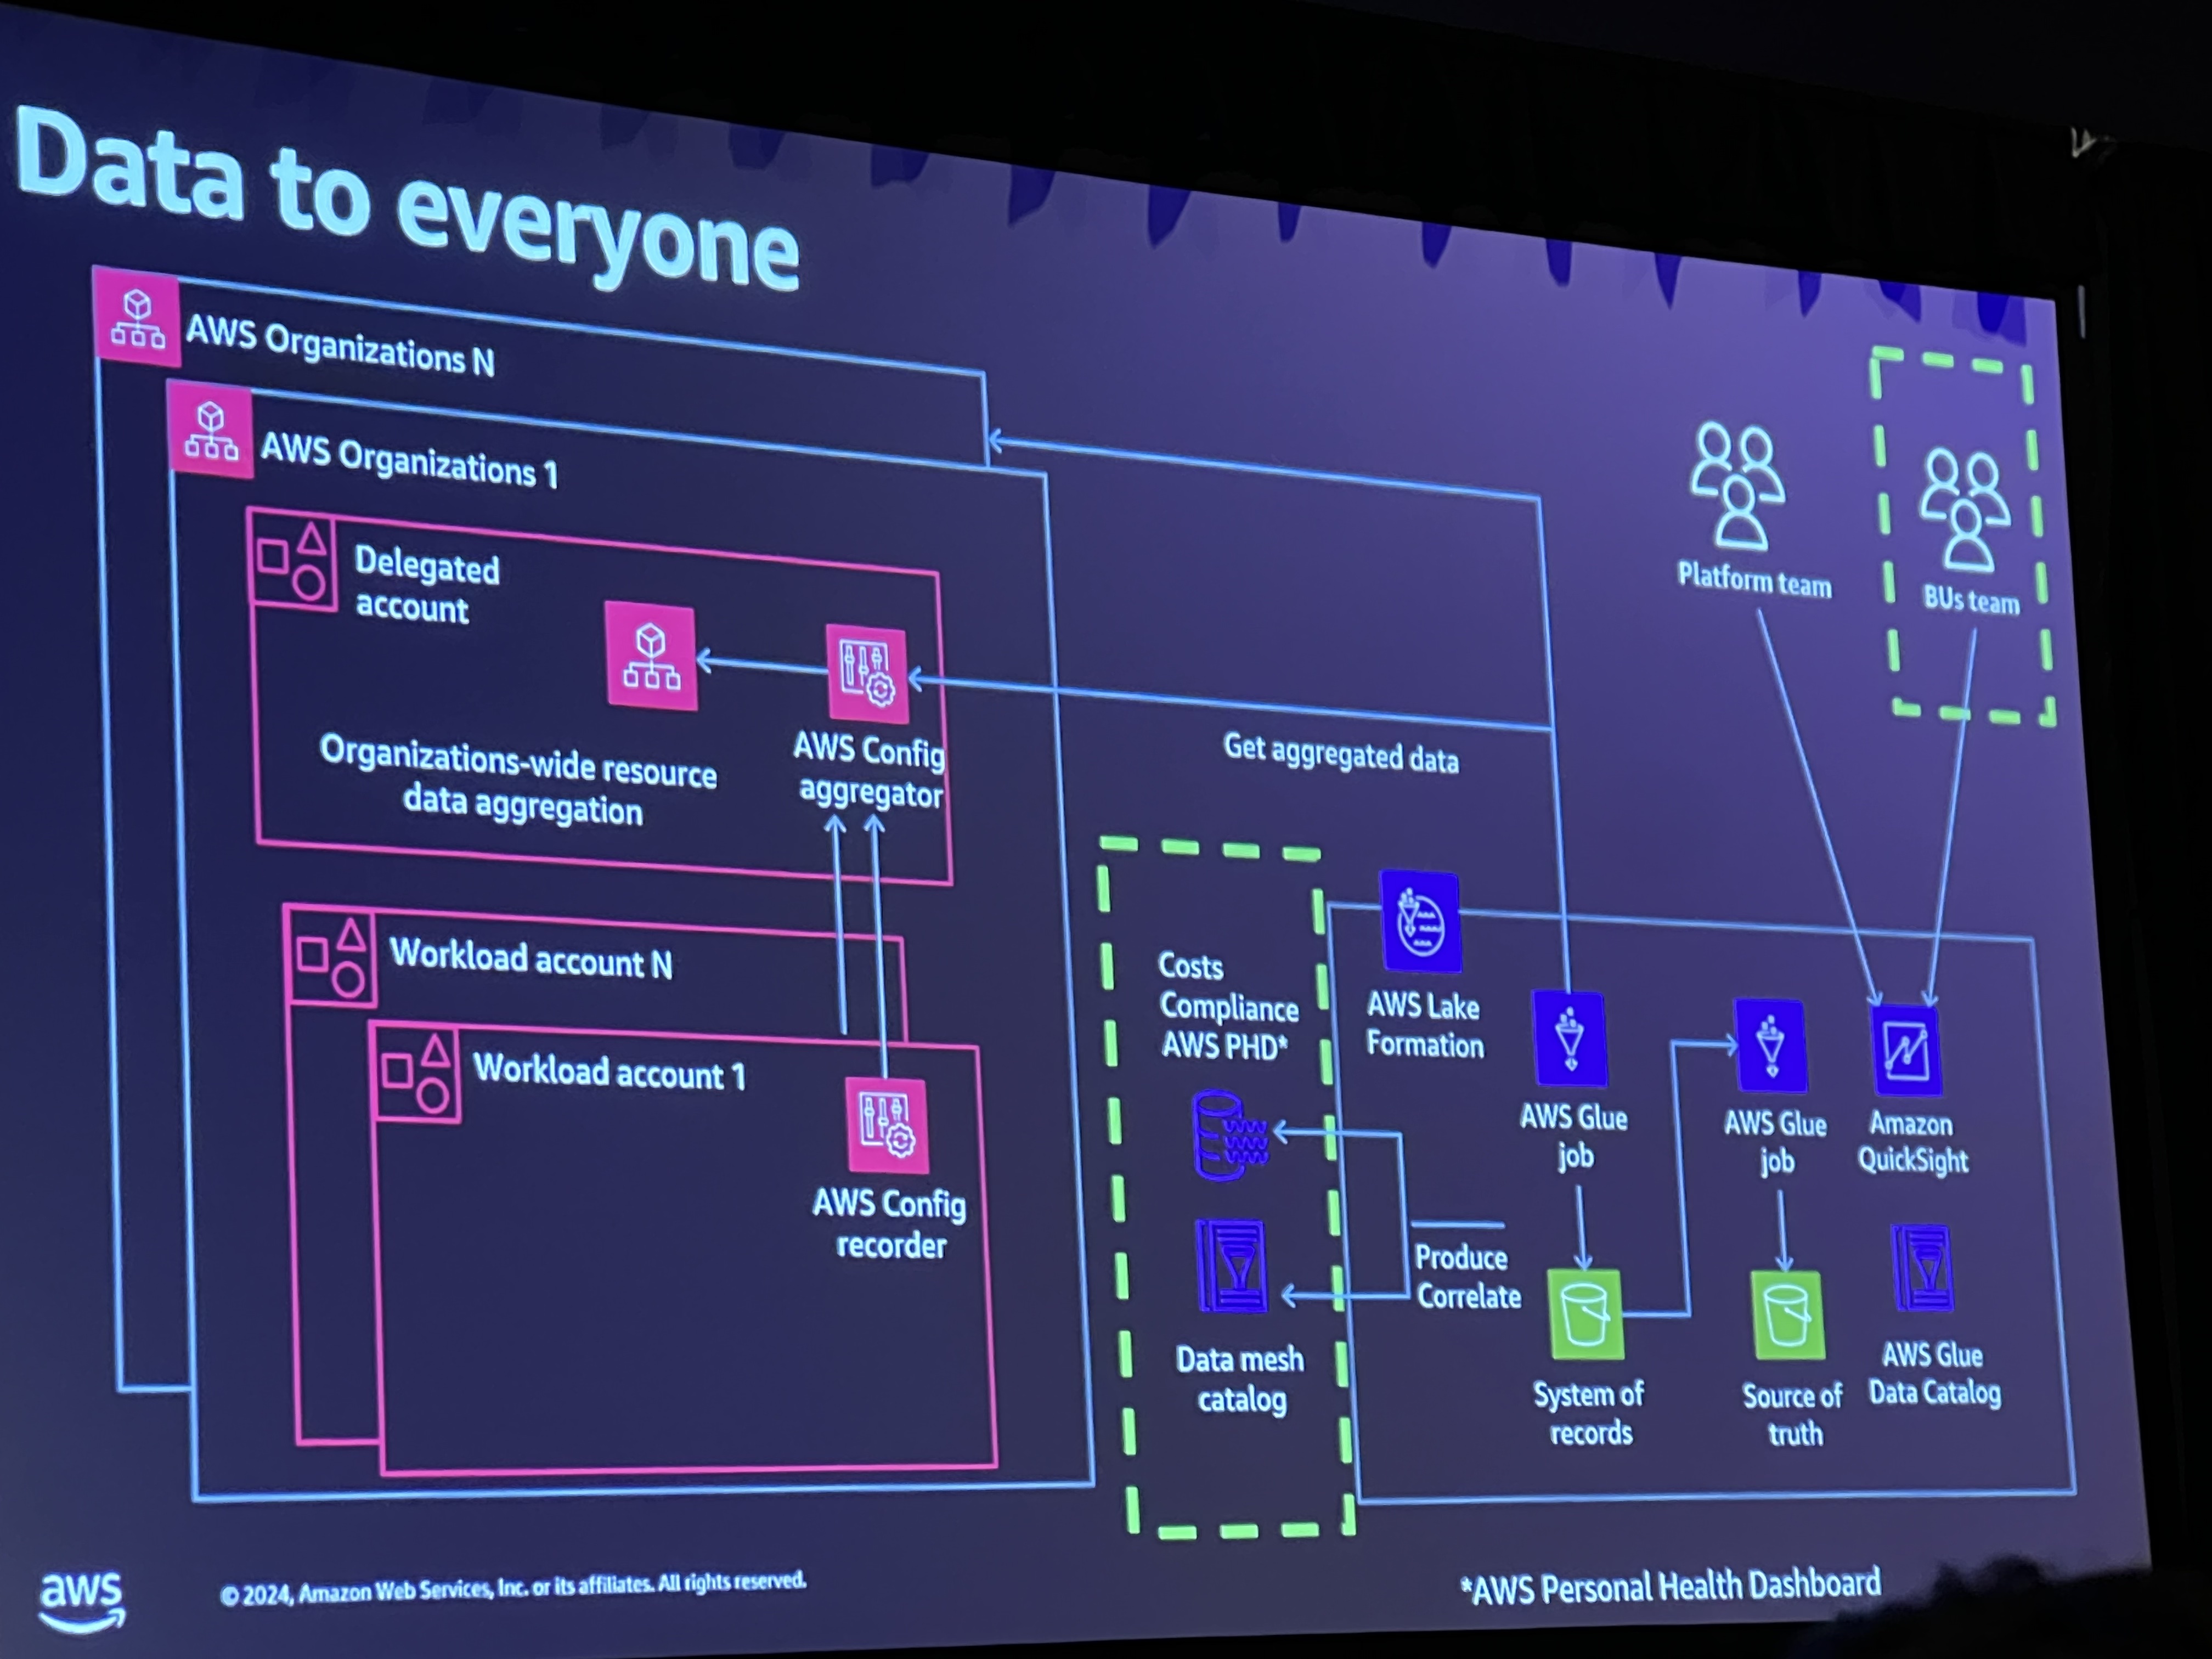 Data to everyone
AWS Organizations N
AWS Organizations 1
Delegated
account
Organizations-wide resource
data aggregation
AWS Config
aggregator
Workload account N
Workload account 1
AWS Config
recorder
Get aggregated data
Platform team
BUs team
Costs
Compliance
AWS PHD*
Data mesh
catalog
AWS Lake
Formation
AWS Glue
job
AWS Glue
job
Amazon
QuickSight
Produce
Correlate
System of
records
Source of
truth
AWS Glue
Data Catalog
aws
© 2024, Amazon Web Services, Inc. or its affiliates. All rights reserved.
*AWS Personal Health Dashboard